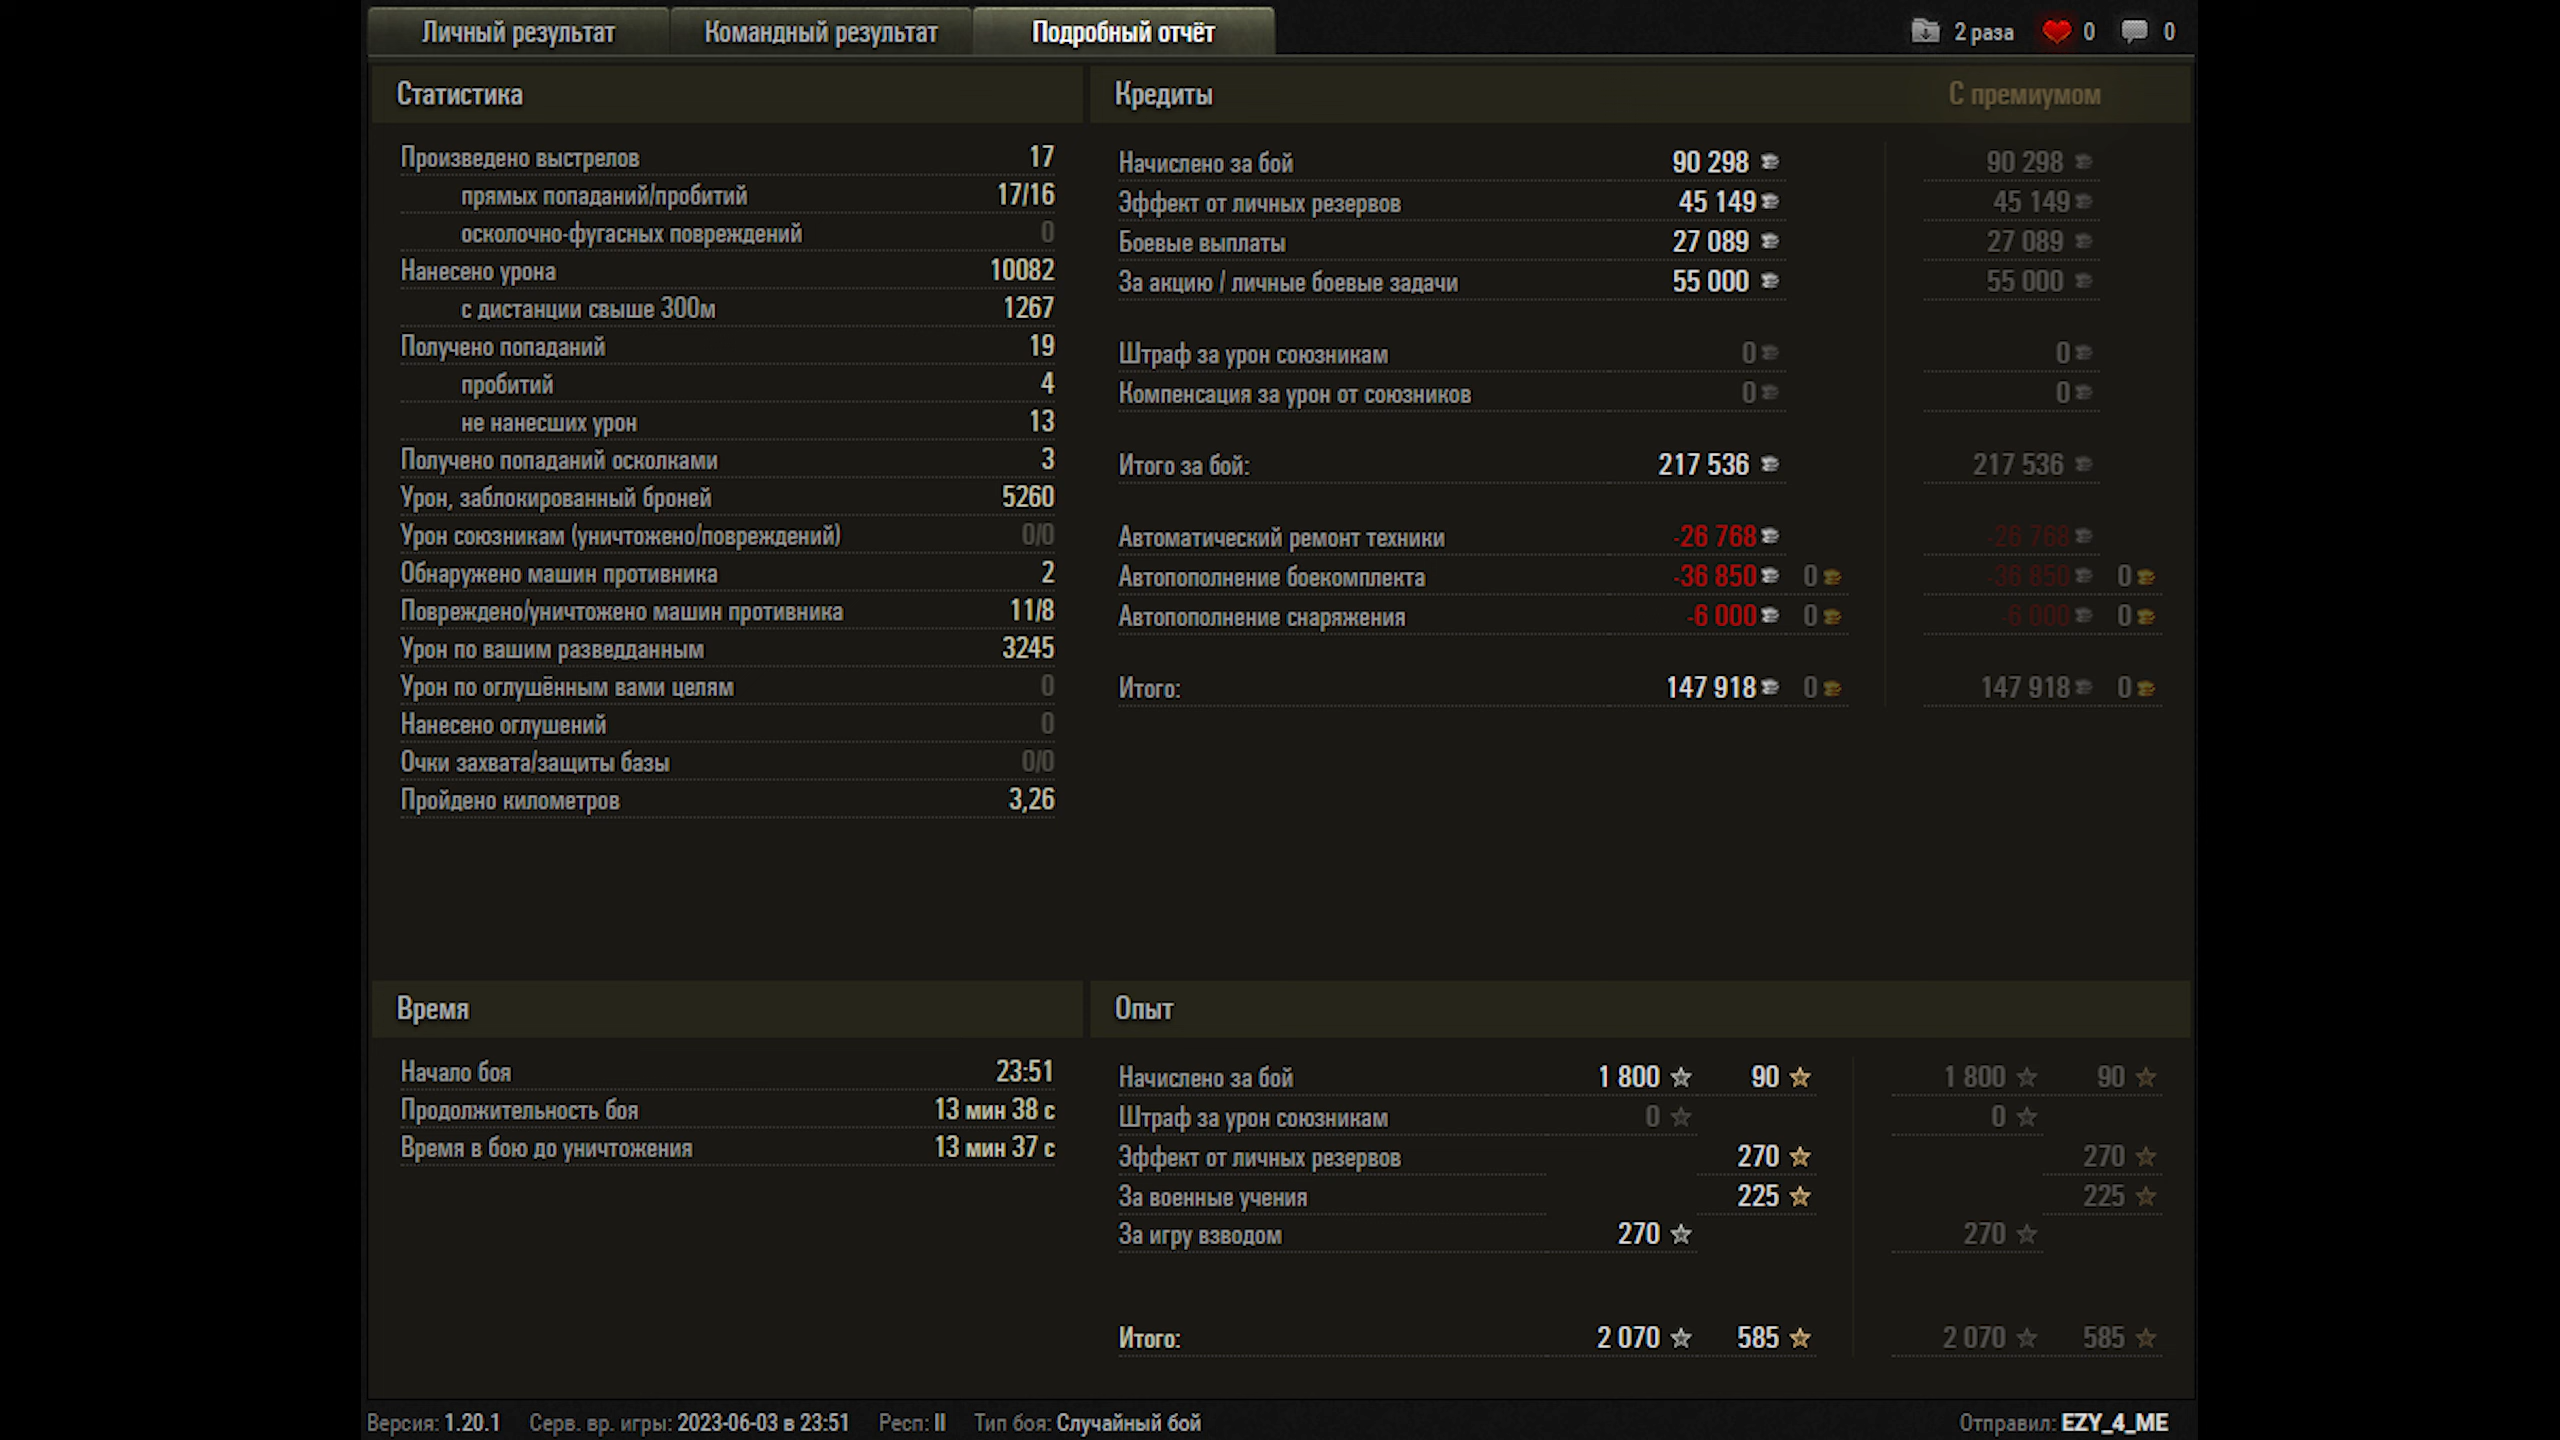 Личный результат Командный результат Подробный отчёт 2 раза 0 0
Статистика
Произведено выстрелов 17
прямых попаданий/пробитий 17/16
осколочно-фугасных повреждений 0
Нанесено урона 10082
с дистанции свыше 300м 1267
Получено попаданий 19
пробитий 4
не нанесших урон 13
Получено попаданий осколками 3
Урон, заблокированный броней 5260
Урон союзникам (уничтожено/повреждений) 0/0
Обнаружено машин противника 2
Повреждено/уничтожено машин противника 11/8
Урон по вашим разведданным 3245
Урон по оглушённым вами целям 0
Нанесено оглушений 0
Очки захвата/защиты базы 0/0
Пройдено километров 3,26
Кредиты С премиумом
Начислено за бой 90 298 90 298
Эффект от личных резервов 45 149 45 149
Боевые выплаты 27 089 27 089
За акцию / личные боевые задачи 55 000 55 000
Штраф за урон союзникам 0 0
Компенсация за урон от союзников 0 0
Итого за бой: 217 536 217 536
Автоматический ремонт техники -26 768 -26 768
Автопополнение боекомплекта -36 850 0 -36 850 0
Автопополнение снаряжения -6 000 0 -6 000 0
Итого: 147 918 0 147 918 0
Время
Начало боя 23:51
Продолжительность боя 13 мин 38 с
Время в бою до уничтожения 13 мин 37 с
Опыт
Начислено за бой 1 800 90 1 800 90
Штраф за урон союзникам 0 0
Эффект от личных резервов 270 270
За военные учения 225 225
За игру взводом 270 270
Итого: 2 070 585 2 070 585
Версия: 1.20.1 Серв. вр. игры: 2023-06-03 в 23:51 Респ: II Тип боя: Случайный бой Отправил: EZY_4_ME